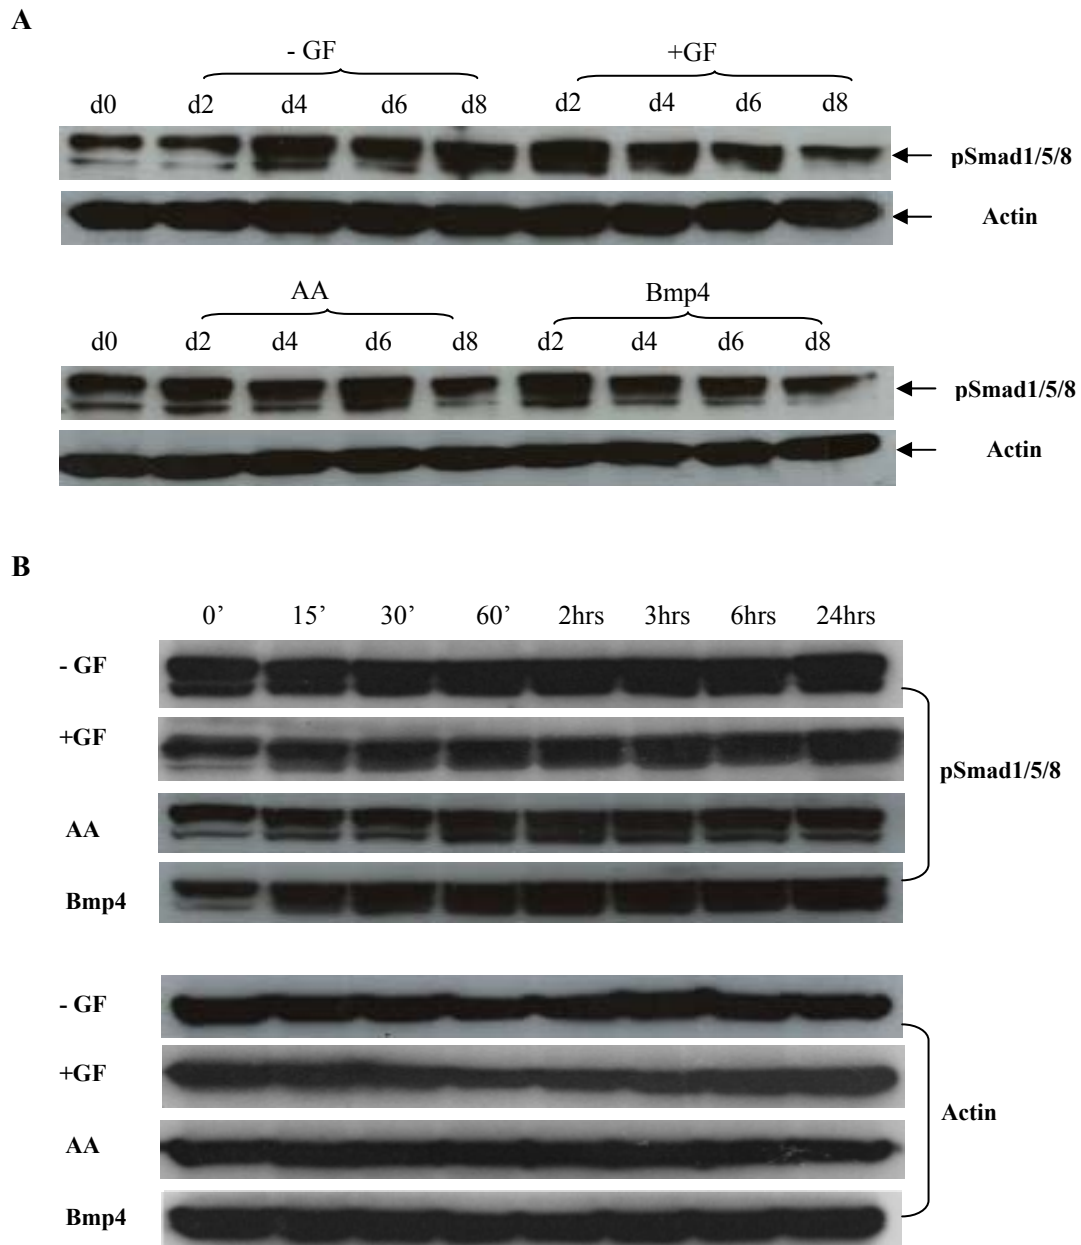 A
- GF +GF
d0 d2 d4 d6 d8 d2 d4 d6 d8
pSmad1/5/8
Actin
AA Bmp4
d0 d2 d4 d6 d8 d2 d4 d6 d8
pSmad1/5/8
Actin
B
0’ 15’ 30’ 60’ 2hrs 3hrs 6hrs 24hrs
- GF
+GF
pSmad1/5/8
AA
Bmp4
- GF
+GF
Actin
AA
Bmp4